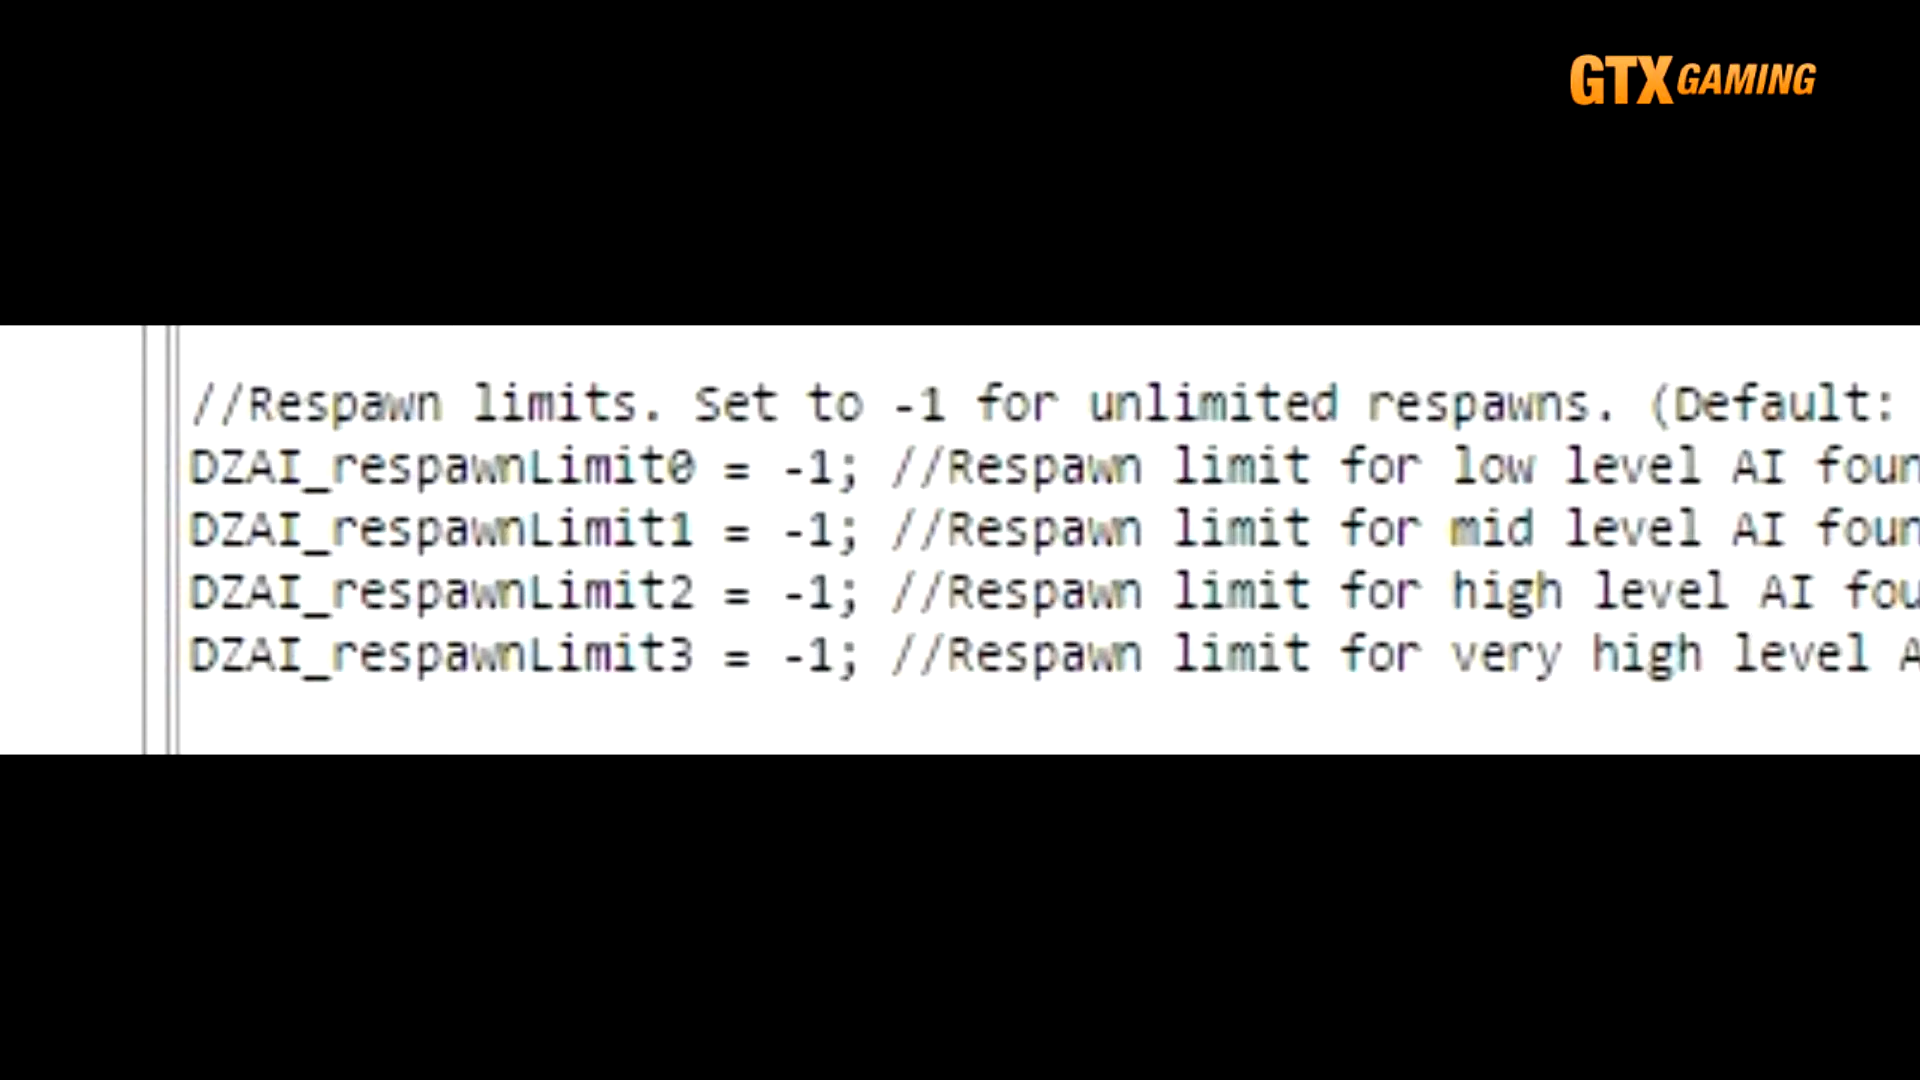 GTX GAMING
//Respawn limits. Set to -1 for unlimited respawns. (Default:
DZAI_respawnLimit0 = -1; //Respawn limit for low level AI foun
DZAI_respawnLimit1 = -1; //Respawn limit for mid level AI foun
DZAI_respawnLimit2 = -1; //Respawn limit for high level AI fou
DZAI_respawnLimit3 = -1; //Respawn limit for very high level A